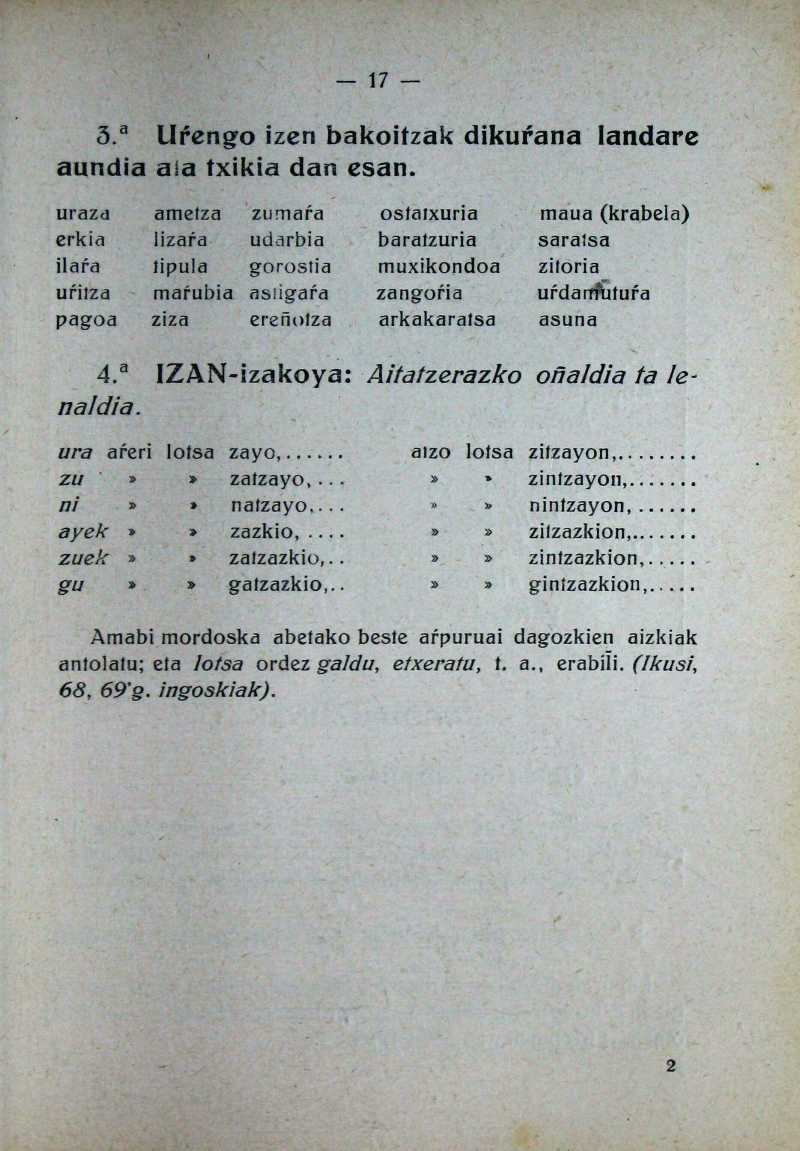 — 17 —
3.ª Uŕengo izen bakoitzak dikuŕana landare
aundia ala txikia dan esan.
uraza ametza zumaŕa ostatxuria maua (krabela)
erkia lizaŕa udarbia baratzuria saratsa
ilaŕa tipula gorostia muxikondoa zitoria
uŕitza maŕubia astigaŕa zangoŕia
pagoa ziza ereñotza arkakaratsa asuna
4.ª IZAN-izakoya: Aitatzerazko oñaldia ta le-
naldia.
ura aŕeri lotsa zayo,...... atzo lotsa zitzayon,........
zu » » zatzayo,... » » zintzayon,.......
ni » » natzayo,... » » nintzayon,......
ayek » » zazkio,.... » » zitzazkion,.......
zuek » » zatzazkio,.. » » zintzazkion,.....
gu » » gatzazkio,.. » » gintzazkion,.....
Amabi mordoska abetako beste aŕpuruai dagozkien aizkiak
antolatu; eta lotsa ordez galdu, etxeratu, t. a., erabili. (Ikusi,
68, 69'g. ingoskiak).
2